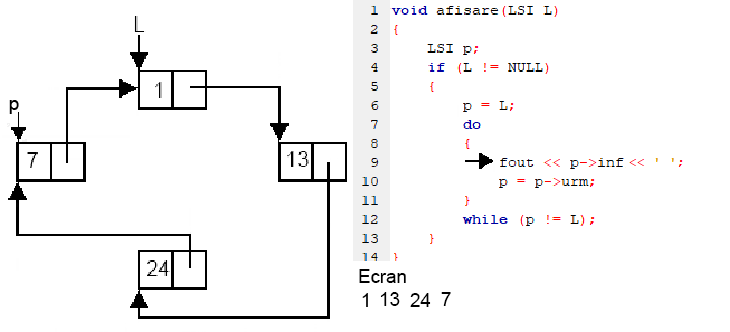 L
1
p
7
13
24
1 void afisare(LSI L)
2 {
3 LSI p;
4 if (L != NULL)
5 {
6 p = L;
7 do
8 {
9 fout << p->inf << ' ';
10 p = p->urm;
11 }
12 while (p != L);
13 }
14 }
Ecran
1 13 24 7